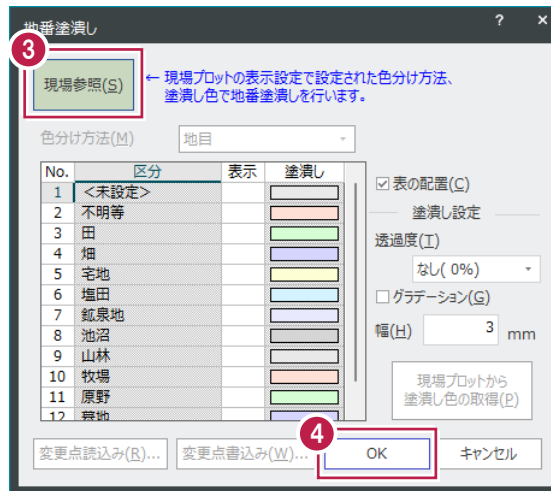 地番塗潰し ? ×
3
現場参照(S)
← 現場プロットの表示設定で設定された色分け方法、
塗潰し色で地番塗潰しを行います。
色分け方法(M) 地目
No. 区分 表示 塗潰し
1 <未設定>
2 不明等
3 田
4 畑
5 宅地
6 塩田
7 鉱泉地
8 池沼
9 山林
10 牧場
11 原野
12 墓地
表の配置(C)
塗潰し設定
透過度(T)
なし( 0%)
グラデーション(G)
幅(H) 3 mm
現場プロットから
塗潰し色の取得(P)
4
変更点読込み(R)... 変更点書込み(W)... OK キャンセル